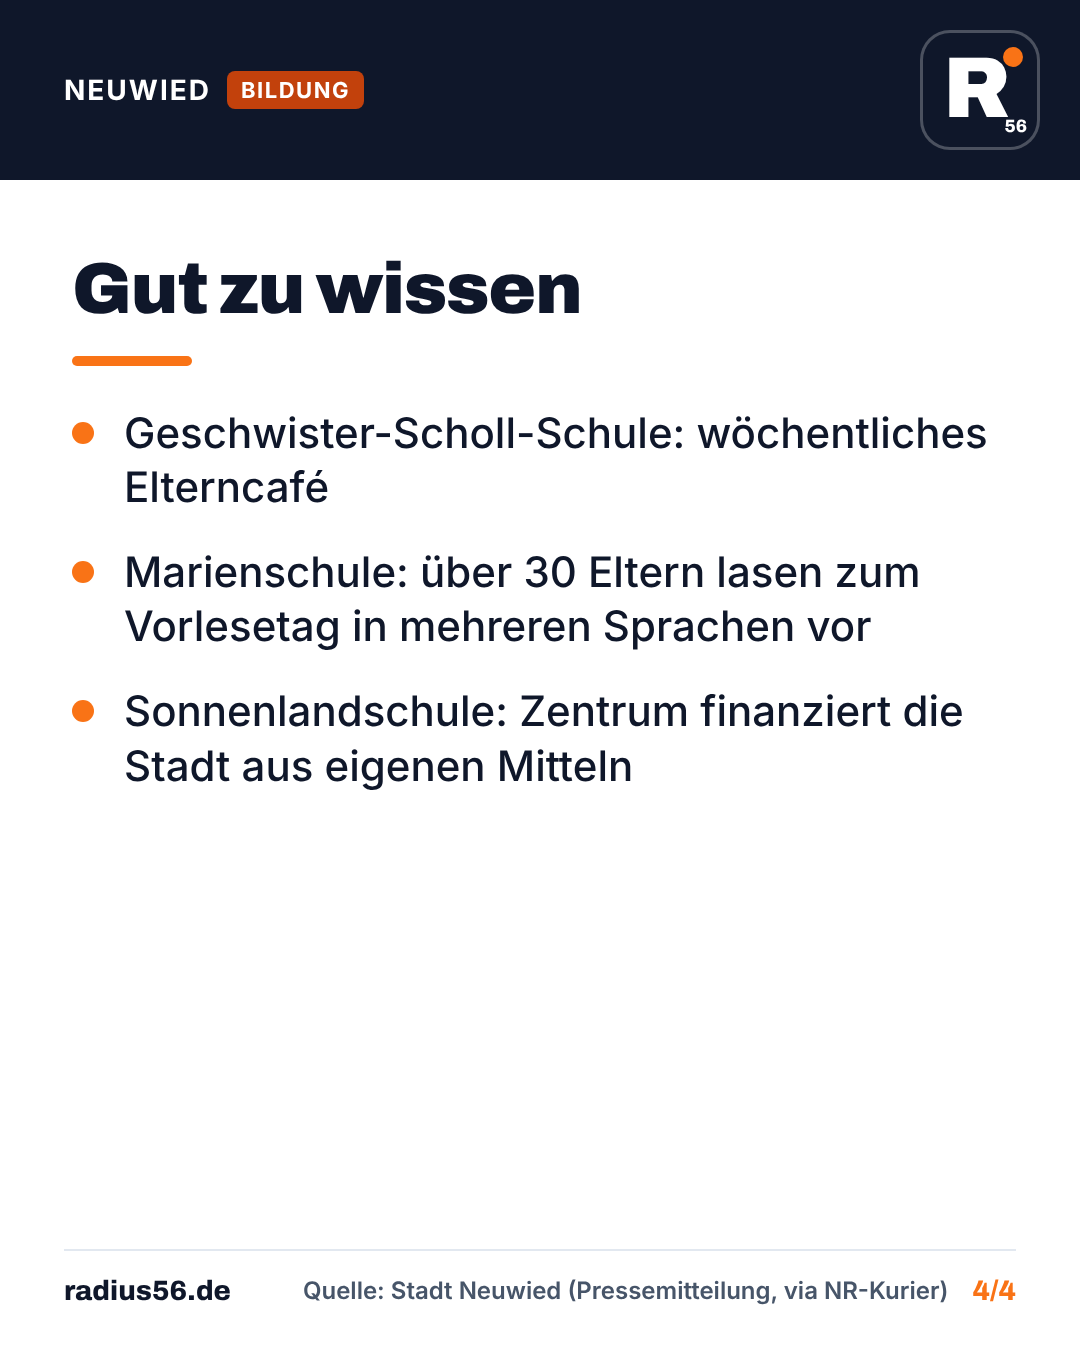 NEUWIED BILDUNG
R
56
Gut zu wissen
Geschwister-Scholl-Schule: wöchentliches
Elterncafé
Marienschule: über 30 Eltern lasen zum
Vorlesetag in mehreren Sprachen vor
Sonnenlandschule: Zentrum finanziert die
Stadt aus eigenen Mitteln
radius56.de Quelle: Stadt Neuwied (Pressemitteilung, via NR-Kurier) 4/4